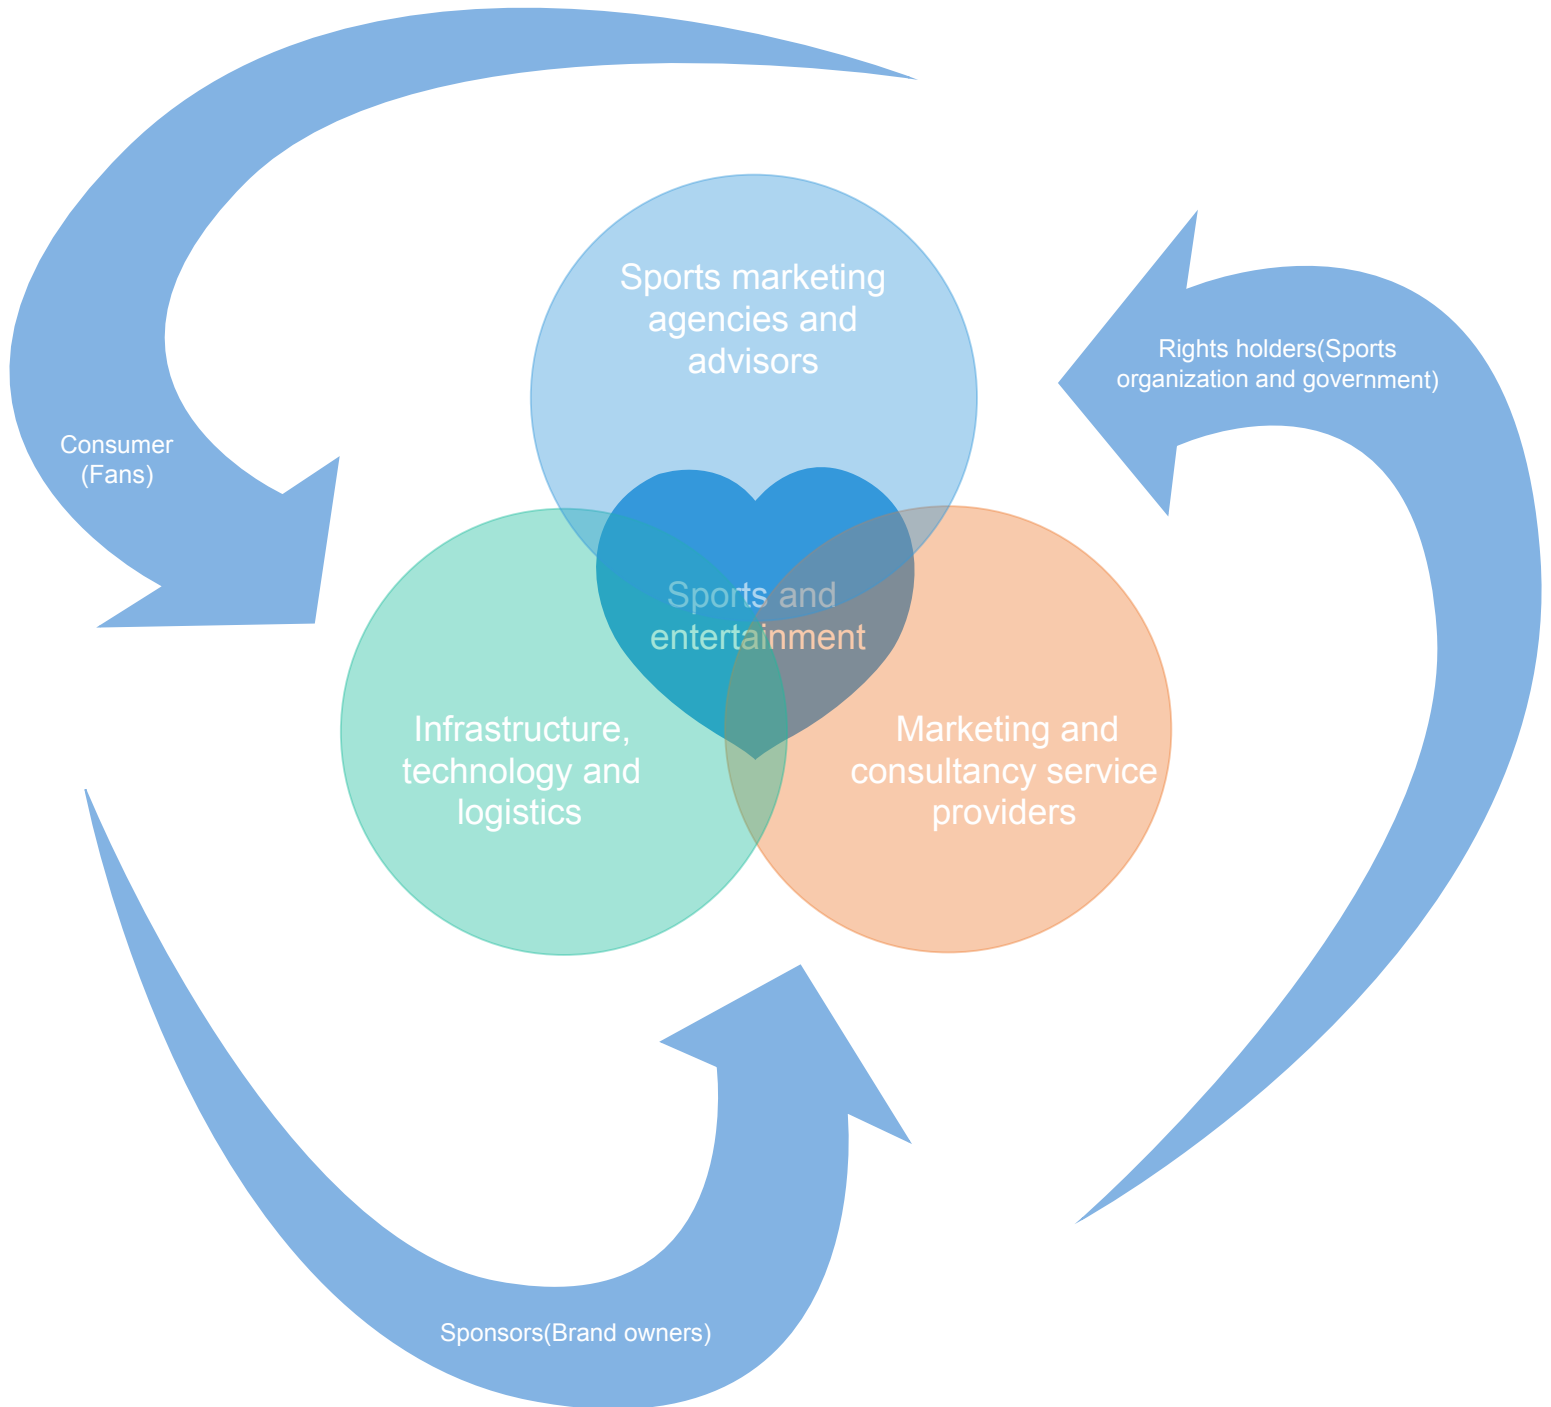 Sports marketing
agencies and
advisors
Rights holders(Sports
organization and government)
Consumer
(Fans)
Sports and
entertainment
Infrastructure,
technology and
logistics
Marketing and
consultancy service
providers
Sponsors(Brand owners)